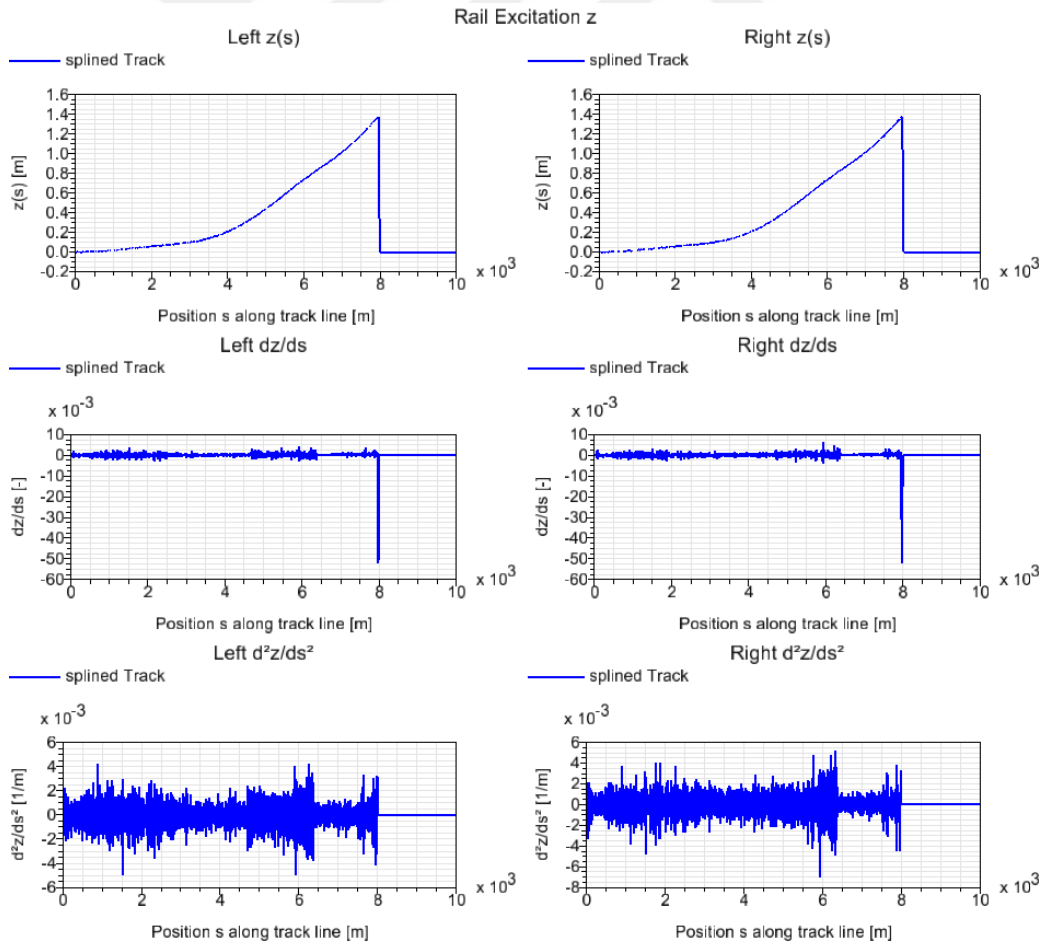 Rail Excitation z
Left z(s)
splined Track
1.6
1.4
1.2
1.0
0.8
0.6
0.4
0.2
0.0
-0.2
z(s) [m]
0 2 4 6 8 10
x 10³
Position s along track line [m]
Right z(s)
splined Track
1.6
1.4
1.2
1.0
0.8
0.6
0.4
0.2
0.0
-0.2
z(s) [m]
0 2 4 6 8 10
x 10³
Position s along track line [m]
Left dz/ds
splined Track
x 10⁻³
10
0
-10
-20
-30
-40
-50
-60
dz/ds [-]
0 2 4 6 8 10
x 10³
Position s along track line [m]
Right dz/ds
splined Track
x 10⁻³
10
0
-10
-20
-30
-40
-50
-60
dz/ds [-]
0 2 4 6 8 10
x 10³
Position s along track line [m]
Left d²z/ds²
splined Track
x 10⁻³
6
4
2
0
-2
-4
-6
d²z/ds² [1/m]
0 2 4 6 8 10
x 10³
Position s along track line [m]
Right d²z/ds²
splined Track
x 10⁻³
6
4
2
0
-2
-4
-6
-8
d²z/ds² [1/m]
0 2 4 6 8 10
x 10³
Position s along track line [m]